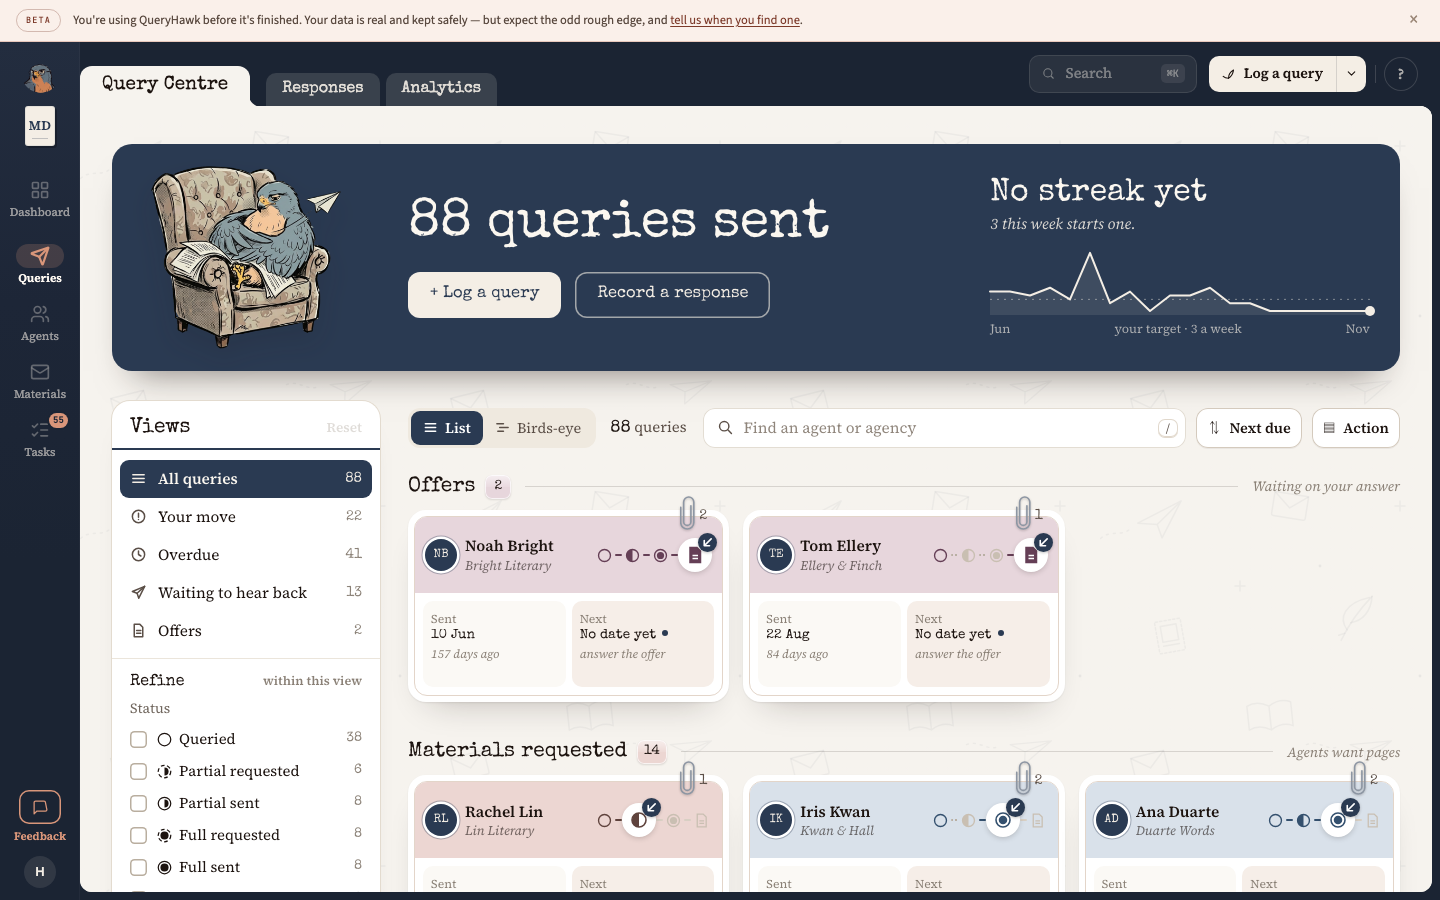 BETA
You're using QueryHawk before it's finished. Your data is real and kept safely — but expect the odd rough edge, and tell us when you find one.
×
MD
Dashboard
Queries
Agents
Materials
55
Tasks
Feedback
H
Query Centre
Responses
Analytics
Search
⌘K
Log a query
?
88 queries sent
+ Log a query
Record a response
No streak yet
3 this week starts one.
Jun
your target · 3 a week
Nov
Views
Reset
All queries
88
Your move
22
Overdue
41
Waiting to hear back
13
Offers
2
Refine
within this view
Status
Queried
38
Partial requested
6
Partial sent
8
Full requested
8
Full sent
8
List
Birds-eye
88 queries
Find an agent or agency
/
Next due
Action
Offers
2
Waiting on your answer
2
NB
Noah Bright
Bright Literary
Sent
10 Jun
157 days ago
Next
No date yet
answer the offer
1
TE
Tom Ellery
Ellery & Finch
Sent
22 Aug
84 days ago
Next
No date yet
answer the offer
Materials requested
14
Agents want pages
1
RL
Rachel Lin
Lin Literary
Sent
Next
2
IK
Iris Kwan
Kwan & Hall
Sent
Next
2
AD
Ana Duarte
Duarte Words
Sent
Next